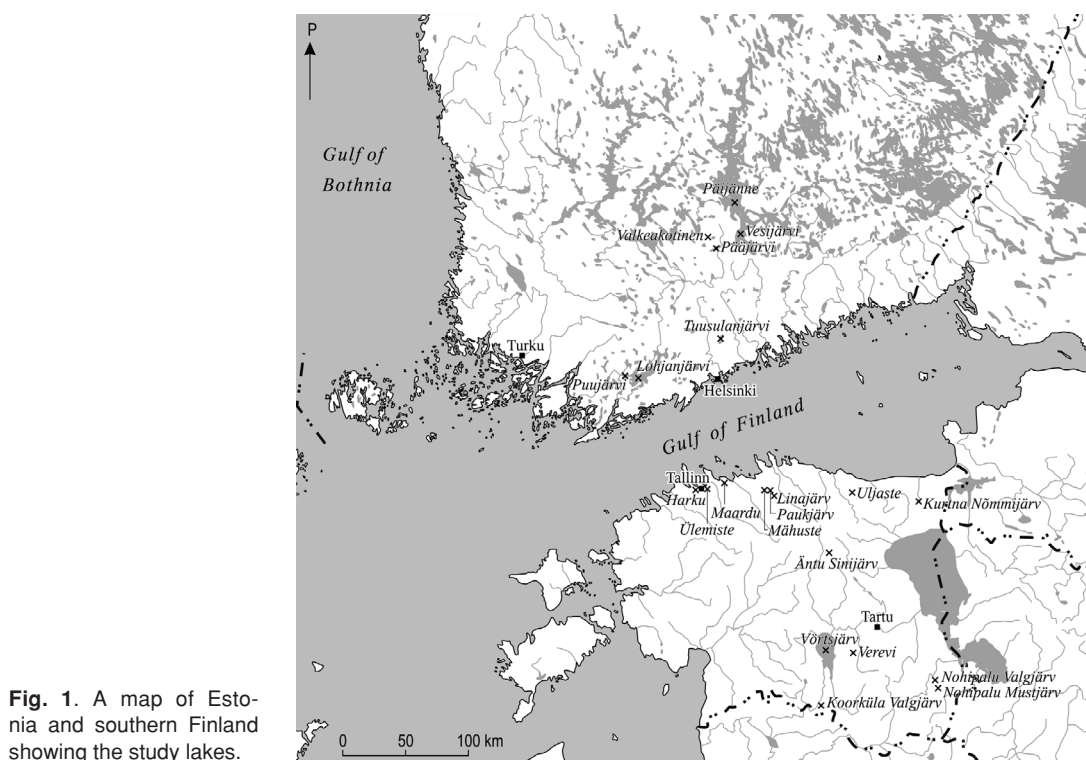 P
Gulf of
Bothnia
Päijänne
Valkeakotinen
Vesijärvi
Pääjärvi
Tuusulanjärvi
Turku
Lohjanjärvi
Puujärvi
Helsinki
Gulf of Finland
Tallinn
Harku
Maardu
Linajärv
Uljaste
Paukjärv
Kurtna Nõmmijärv
Ülemiste
Mähuste
Äntu Sinijärv
Tartu
Võrtsjärv
Verevi
Nohipalu Valgjärv
Nohipalu Mustjärv
Koorküla Valgjärv
Fig. 1. A map of Esto-
nia and southern Finland
showing the study lakes.
0 50 100 km